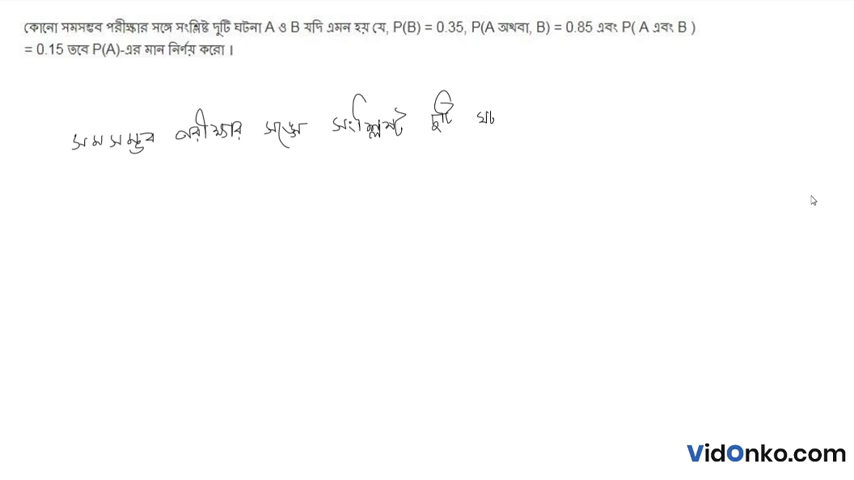 কোনো সমসম্ভব পরীক্ষার সঙ্গে সংশ্লিষ্ট দুটি ঘটনা A ও B যদি এমন হয় যে, P(B) = 0.35, P(A অথবা, B) = 0.85 এবং P( A এবং B )
= 0.15 তবে P(A)-এর মান নির্ণয় করো ।
সমসম্ভব পরীক্ষার সঙ্গে সংশ্লিষ্ট দুটি ঘট
VidOnko.com